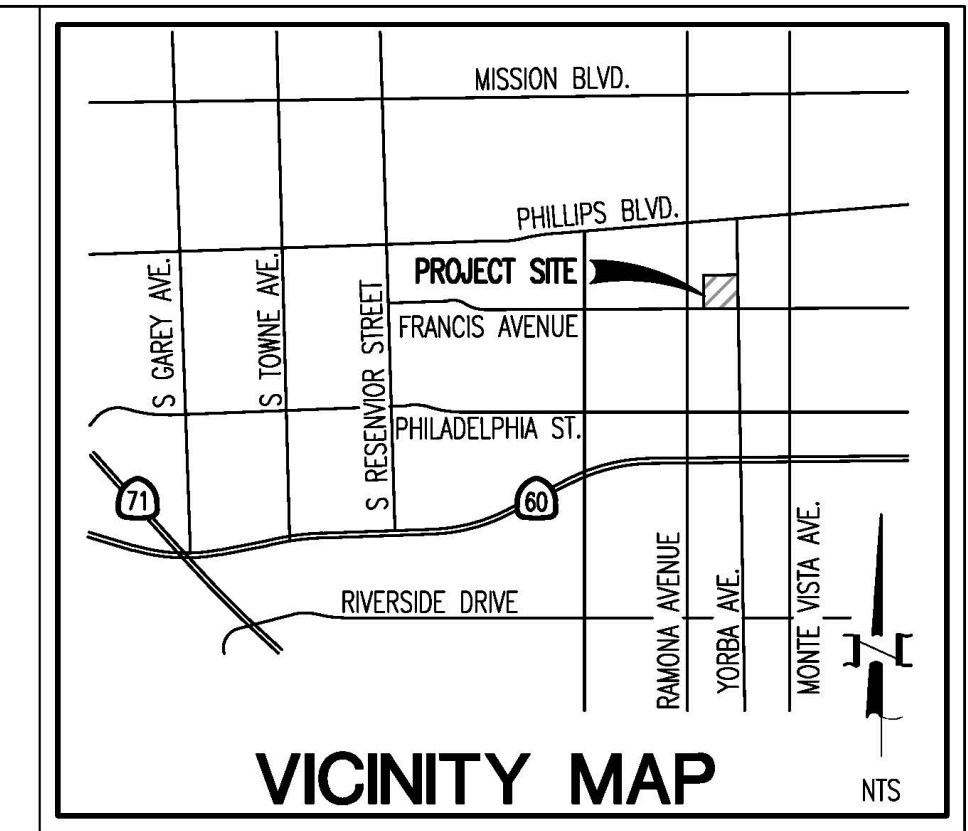 MISSION BLVD.
PHILLIPS BLVD.
PROJECT SITE
FRANCIS AVENUE
S GAREY AVE.
S TOWNE AVE.
S RESENVIOR STREET
PHILADELPHIA ST.
71
60
RIVERSIDE DRIVE
RAMONA AVENUE
YORBA AVE.
MONTE VISTA AVE.
N
VICINITY MAP
NTS